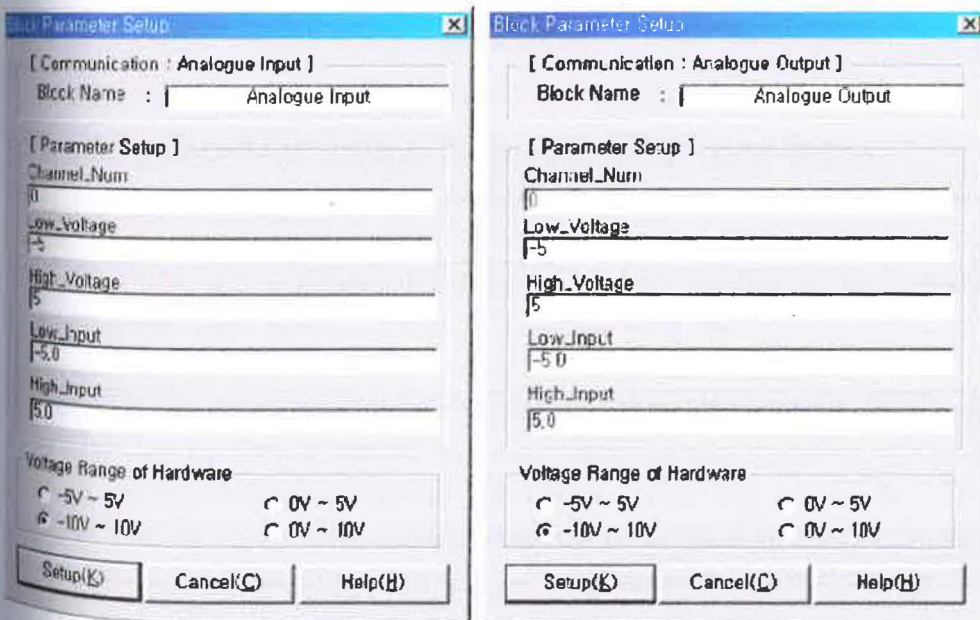 Block Parameter Setup
[ Communication : Analogue Input ]
Block Name : Analogue Input
[ Parameter Setup ]
Channel_Num
0
Low_Voltage
-5
High_Voltage
5
Low_Input
-5.0
High_Input
5.0
Voltage Range of Hardware
-5V ~ 5V
0V ~ 5V
-10V ~ 10V
0V ~ 10V
Setup(K)
Cancel(C)
Help(H)
Block Parameter Setup
[ Communication : Analogue Output ]
Block Name : Analogue Output
[ Parameter Setup ]
Channel_Num
0
Low_Voltage
-5
High_Voltage
5
Low_Input
-5.0
High_Input
5.0
Voltage Range of Hardware
-5V ~ 5V
0V ~ 5V
-10V ~ 10V
0V ~ 10V
Setup(K)
Cancel(C)
Help(H)